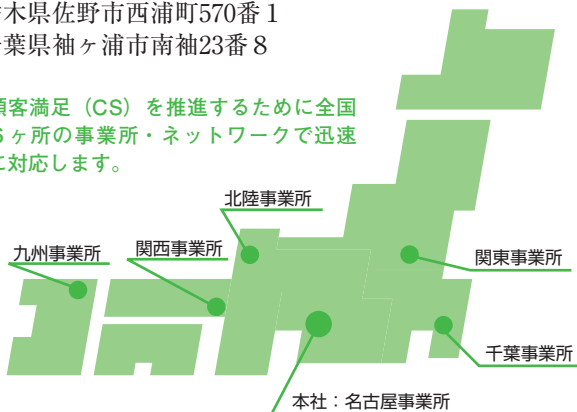 木県佐野市西浦町570番1
葉県袖ヶ浦市南袖23番8
顧客満足（CS）を推進するために全国
6ヶ所の事業所・ネットワークで迅速
に対応します。
北陸事業所
九州事業所
関西事業所
関東事業所
千葉事業所
本社：名古屋事業所